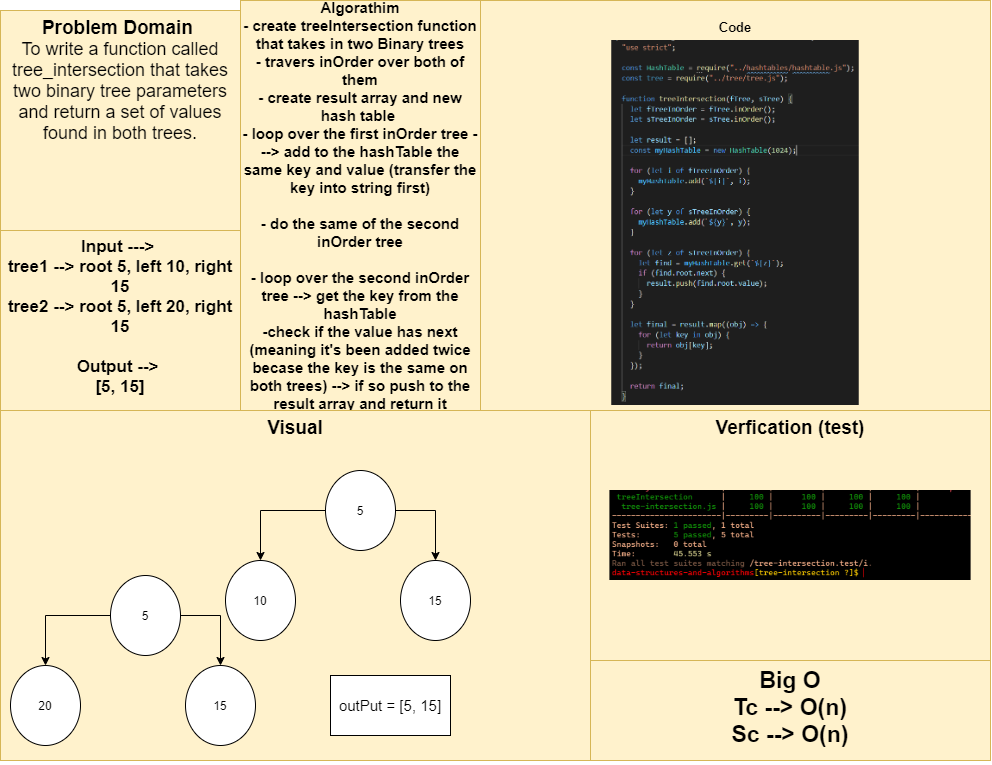 Problem Domain
To write a function called
tree_intersection that takes
two binary tree parameters
and return a set of values
found in both trees.
Input --->
tree1 --> root 5, left 10, right
15
tree2 --> root 5, left 20, right
15
Output -->
[5, 15]
Algorathim
- create treeIntersection function
that takes in two Binary trees
- travers inOrder over both of
them
- create result array and new
hash table
- loop over the first inOrder tree -
--> add to the hashTable the
same key and value (transfer the
key into string first)
- do the same of the second
inOrder tree
- loop over the second inOrder
tree --> get the key from the
hashTable
-check if the value has next
(meaning it's been added twice
becase the key is the same on
both trees) --> if so push to the
result array and return it
Code
"use strict";
const HashTable = require("../hashtables/hashtable.js");
const tree = require("../tree/tree.js");
function treeIntersection(fTree, sTree) {
let fTreeInOrder = fTree.inOrder();
let sTreeInOrder = sTree.inOrder();
let result = [];
const myHashTable = new HashTable(1024);
for (let i of fTreeInOrder) {
myHashTable.add(`${i}`, i);
}
for (let y of sTreeInOrder) {
myHashTable.add(`${y}`, y);
}
for (let z of sTreeInOrder) {
let find = myHashTable.get(`${z}`);
if (find.root.next) {
result.push(find.root.value);
}
}
let final = result.map((obj) => {
for (let key in obj) {
return obj[key];
}
});
return final;
}
Visual
5
10
15
5
20
15
outPut = [5, 15]
Verfication (test)
treeIntersection | 100 | 100 | 100 | 100 |
tree-intersection.js | 100 | 100 | 100 | 100 |
Test Suites: 1 passed, 1 total
Tests: 5 passed, 5 total
Snapshots: 0 total
Time: 45.553 s
Ran all test suites matching /tree-intersection.test/i.
data-structures-and-algorithms[tree-intersection ?]$
Big O
Tc --> O(n)
Sc --> O(n)